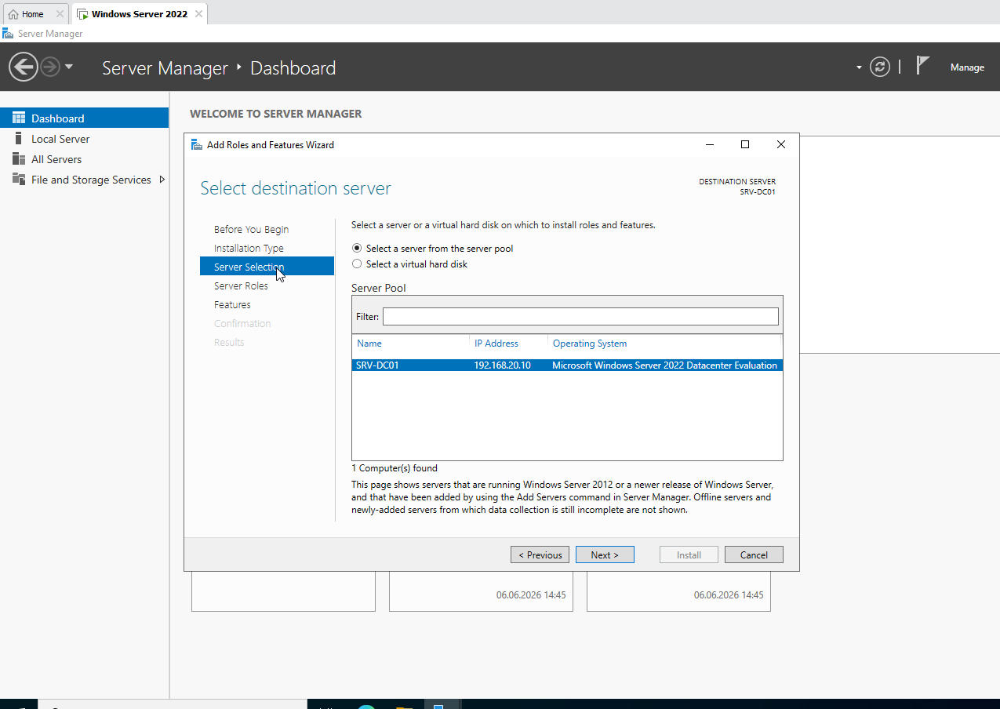 Home
Windows Server 2022
Server Manager
Server Manager
Dashboard
Manage
Dashboard
Local Server
All Servers
File and Storage Services
WELCOME TO SERVER MANAGER
Add Roles and Features Wizard
Select destination server
DESTINATION SERVER
SRV-DC01
Before You Begin
Installation Type
Server Selection
Server Roles
Features
Confirmation
Results
Select a server or a virtual hard disk on which to install roles and features.
Select a server from the server pool
Select a virtual hard disk
Server Pool
Filter:
Name IP Address Operating System
SRV-DC01 192.168.20.10 Microsoft Windows Server 2022 Datacenter Evaluation
1 Computer(s) found
This page shows servers that are running Windows Server 2012 or a newer release of Windows Server,
and that have been added by using the Add Servers command in Server Manager. Offline servers and
newly-added servers from which data collection is still incomplete are not shown.
< Previous Next > Install Cancel
06.06.2026 14:45 06.06.2026 14:45